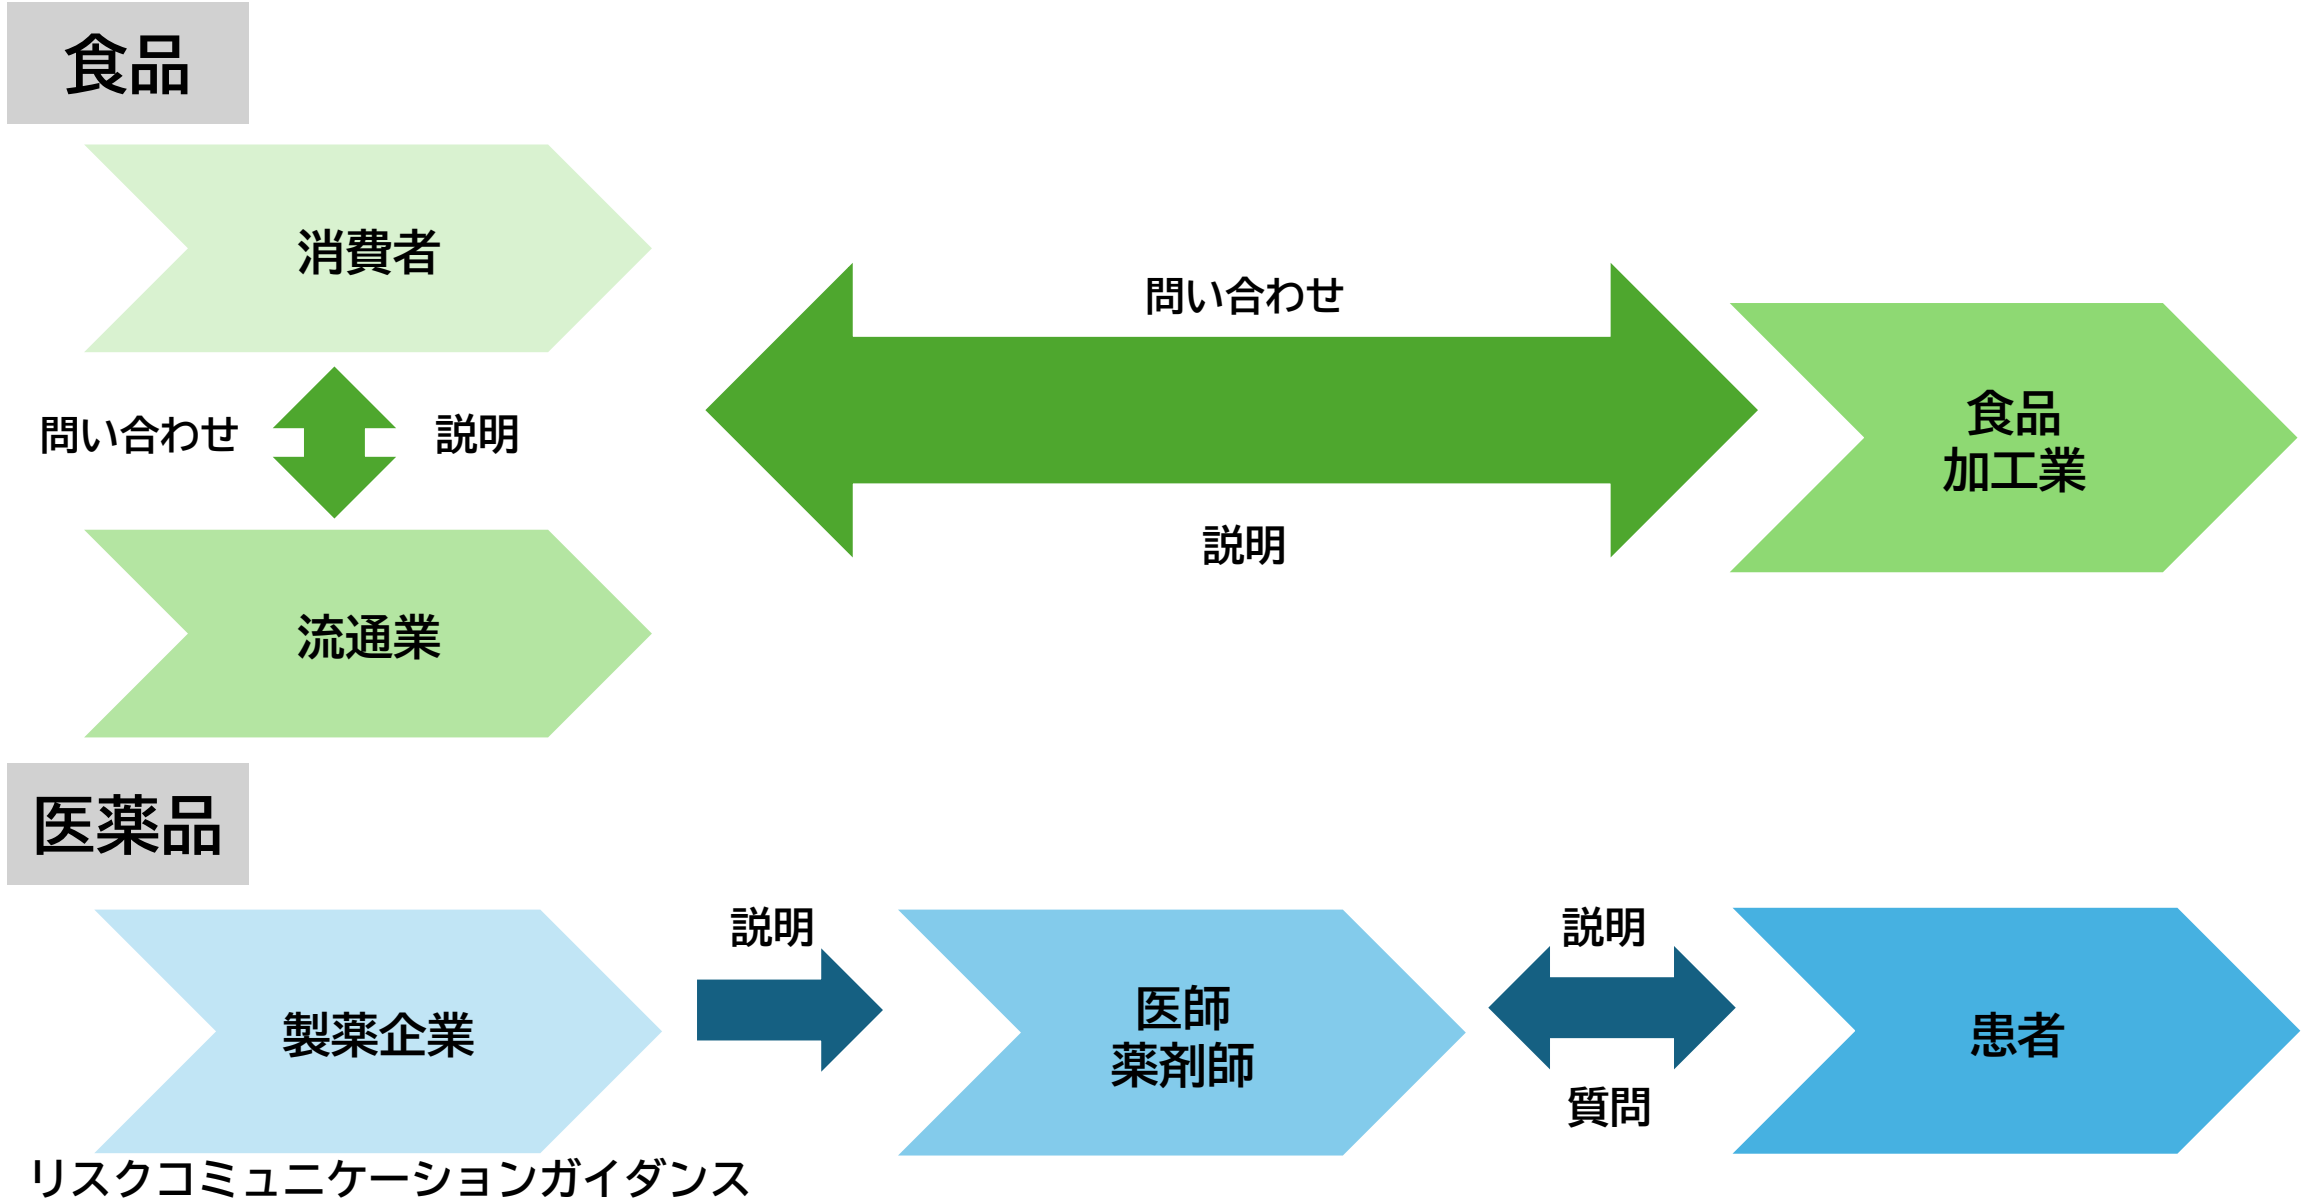 食品
消費者
問い合わせ
説明
流通業
問い合わせ
説明
食品
加工業
医薬品
製薬企業
リスクコミュニケーションガイダンス
説明
医師
薬剤師
説明
質問
患者